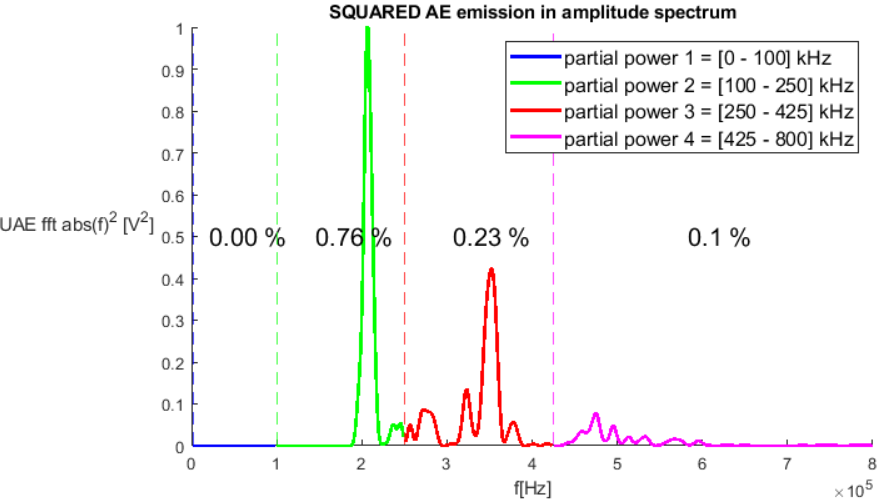 SQUARED AE emission in amplitude spectrum
partial power 1 = [0 - 100] kHz
partial power 2 = [100 - 250] kHz
partial power 3 = [250 - 425] kHz
partial power 4 = [425 - 800] kHz
1
0.9
0.8
0.7
0.6
0.5
0.4
0.3
0.2
0.1
0
UAE fft abs(f)² [V²]
0.00 % 0.76 % 0.23 % 0.1 %
0 1 2 3 4 5 6 7 8
f[Hz]
×10⁵